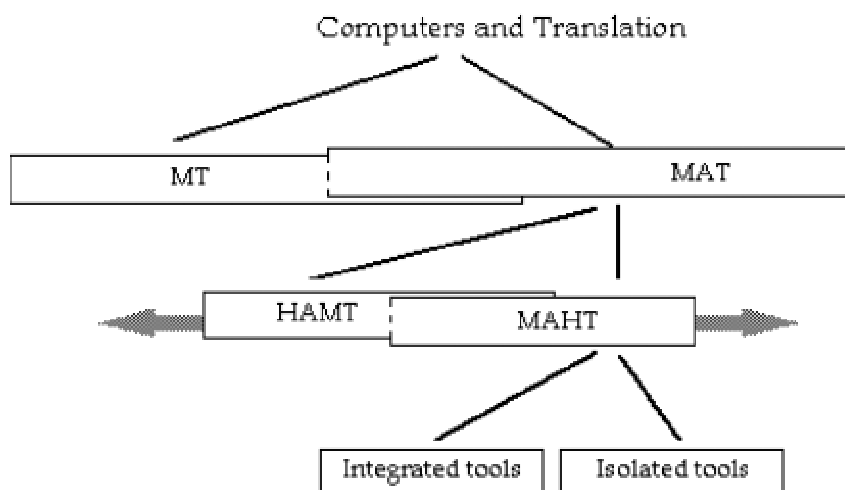 Computers and Translation
MT
MAT
HAMT
MAHT
Integrated tools
Isolated tools